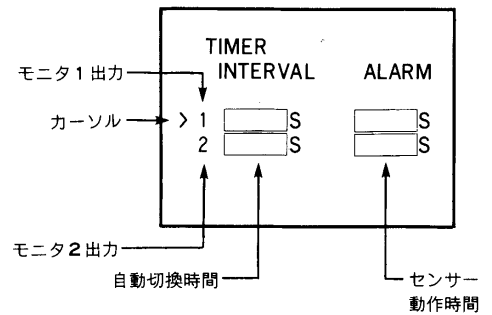 TIMER
INTERVAL ALARM
モニタ1出力
カーソル > 1 S S
2 S S
モニタ2出力
自動切換時間
センサー
動作時間